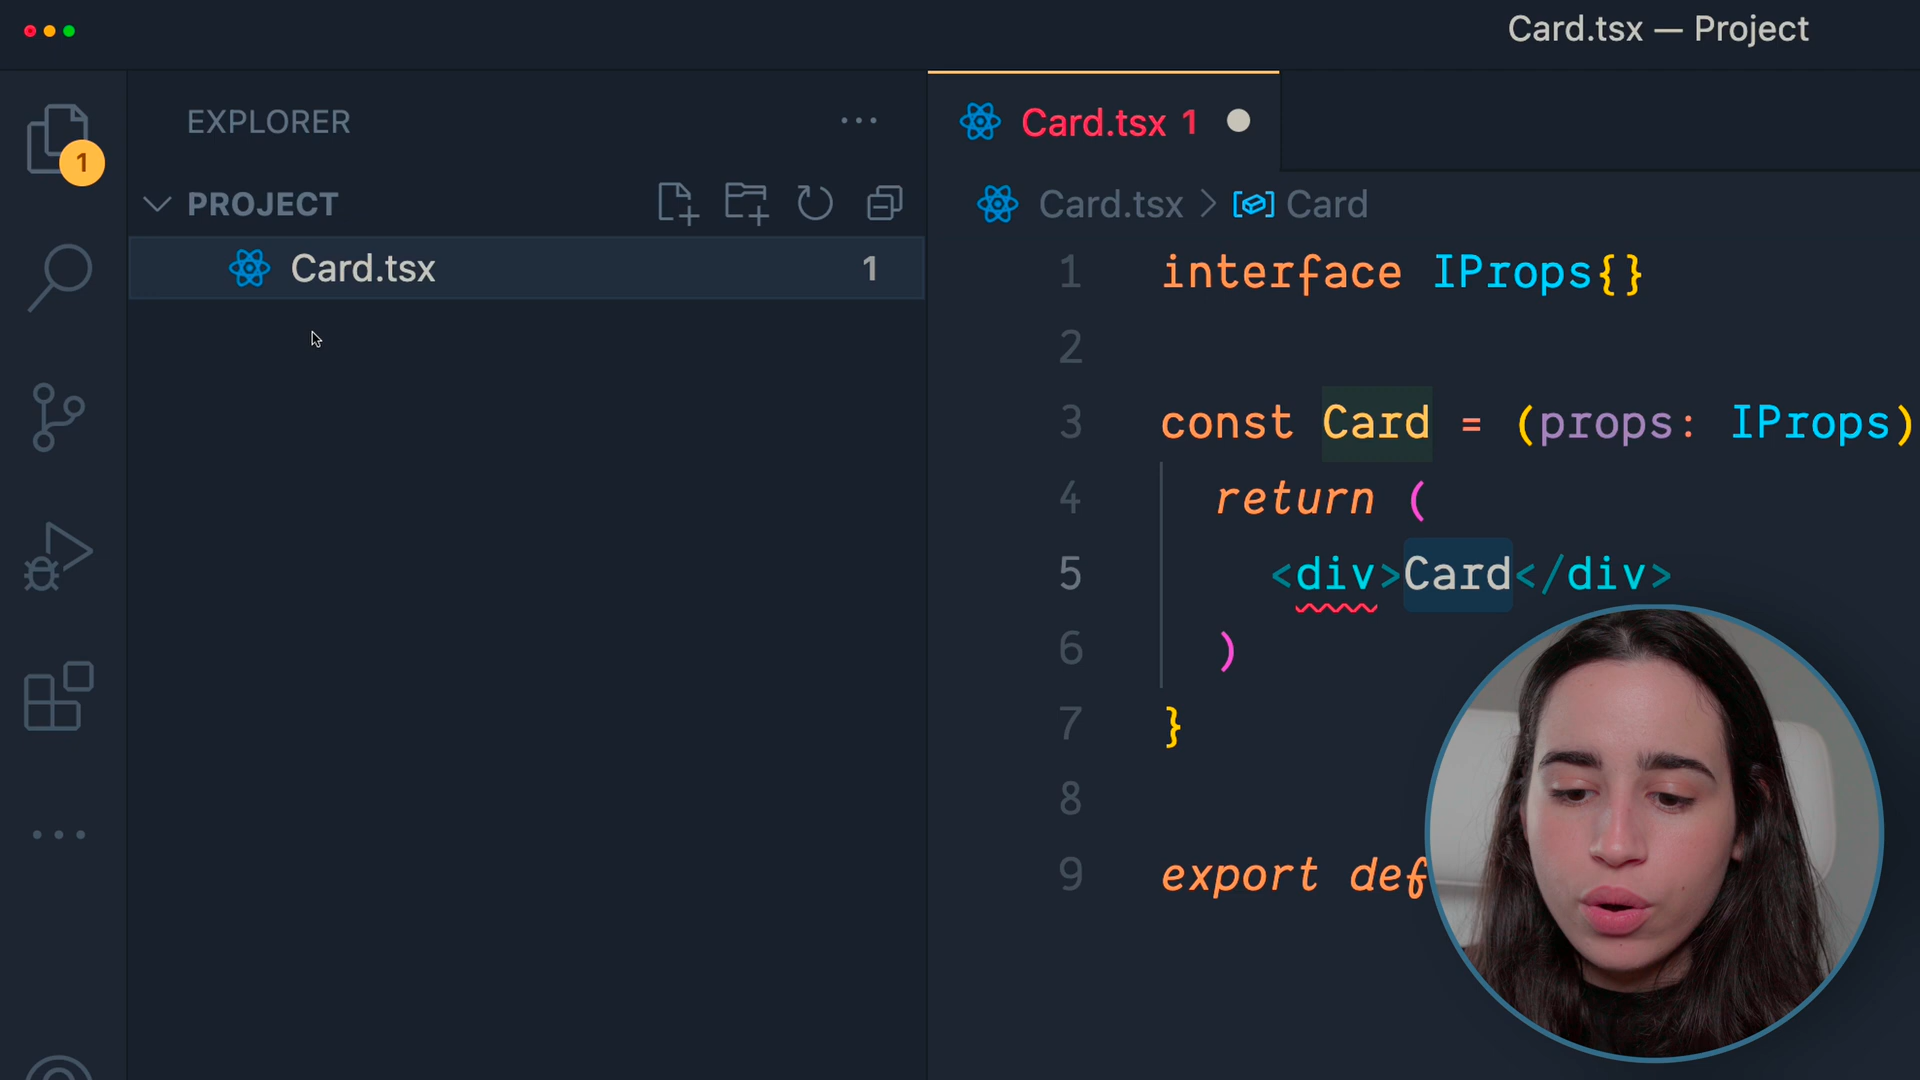 Card.tsx — Project
1
EXPLORER
PROJECT
Card.tsx 1
Card.tsx 1
Card.tsx > Card
1 interface IProps{}
2
3 const Card = (props: IProps)
4 return (
5 <div>Card</div>
6 )
7 }
8
9 export def